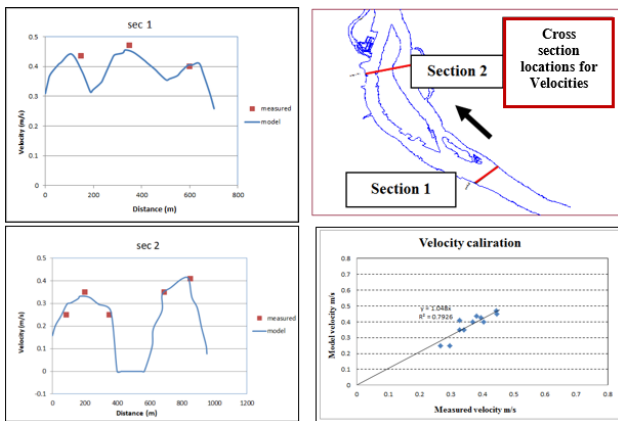 sec 1
0.5
0.4
0.3
0.2
0.1
0
Velocity (m/s)
0 200 400 600 800
Distance (m)
measured
model
Cross
section
locations for
Velocities
Section 2
Section 1
sec 2
0.5
0.4
0.3
0.2
0.1
0
-0.1
Velocity (m/s)
0 200 400 600 800 1000
Distance (m)
measured
model
Velocity caliration
0.8
0.7
0.6
0.5
0.4
0.3
0.2
0.1
0
Model velocity m/s
y = 1.048x
R² = 0.7926
0 0.1 0.2 0.3 0.4 0.5 0.6 0.7 0.8
Measured velocity m/s